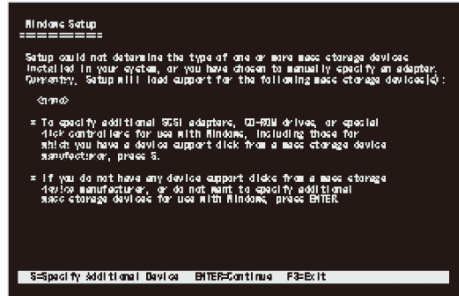 Windows Setup
===========
Setup could not determine the type of one or more mass storage devices
installed in your system, or you have chosen to manually specify an adapter.
Currently, Setup will load support for the following mass storage devices(s):
<none>
* To specify additional SCSI adapters, CD-ROM drives, or special
disk controllers for use with Windows, including those for
which you have a device support disk from a mass storage device
manufacturer, press S.
* If you do not have any device support disks from a mass storage
device manufacturer, or do not want to specify additional
mass storage devices for use with Windows, press ENTER.
S=Specify Additional Device ENTER=Continue F3=Exit